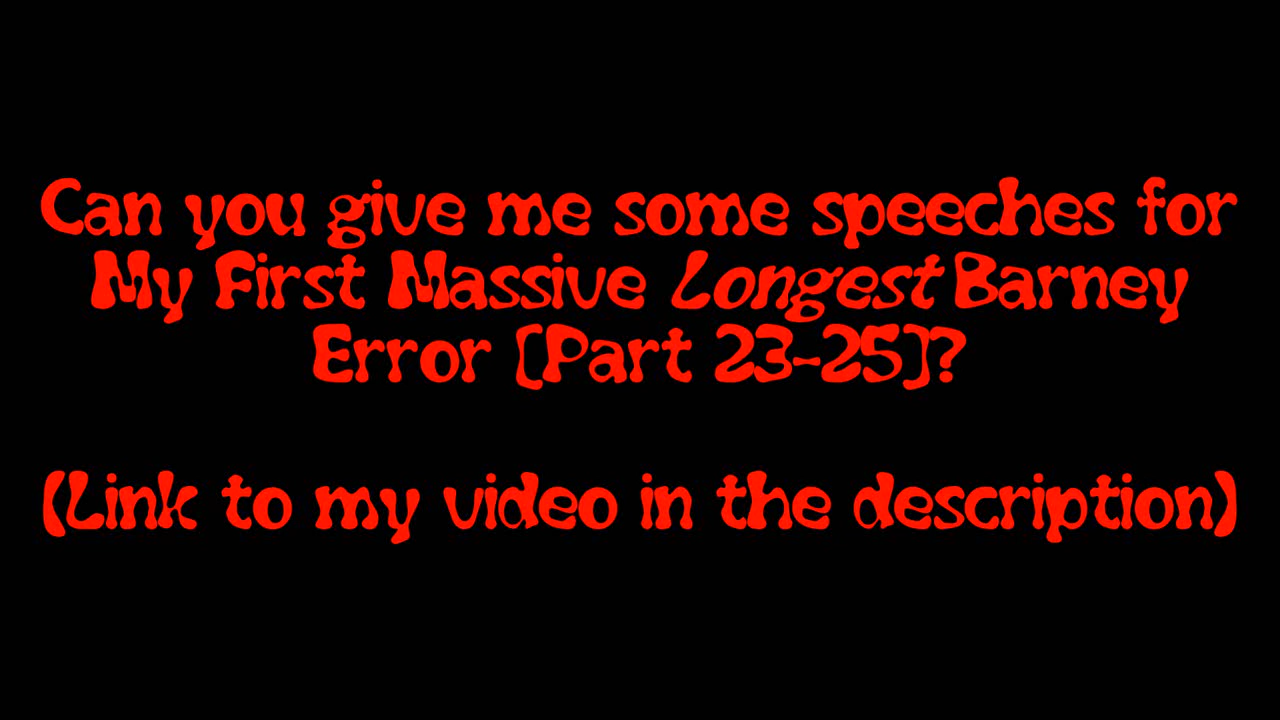 Can you give me some speeches for
My First Massive Longest Barney
Error [Part 23-25]?
(Link to my video in the description)